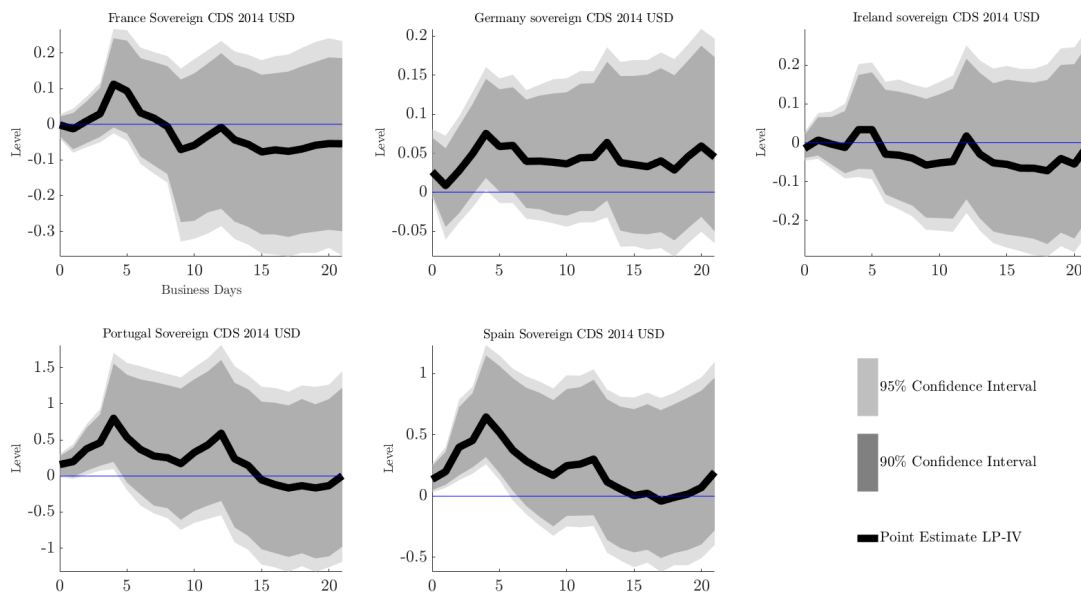 France Sovereign CDS 2014 USD
Level
0.2
0.1
0
-0.1
-0.2
-0.3
0 5 10 15 20
Business Days
Germany sovereign CDS 2014 USD
Level
0.2
0.15
0.1
0.05
0
-0.05
0 5 10 15 20
Ireland sovereign CDS 2014 USD
Level
0.2
0.1
0
-0.1
-0.2
0 5 10 15 20
Portugal Sovereign CDS 2014 USD
Level
1.5
1
0.5
0
-0.5
-1
0 5 10 15 20
Spain Sovereign CDS 2014 USD
Level
1
0.5
0
-0.5
0 5 10 15 20
95% Confidence Interval
90% Confidence Interval
Point Estimate LP-IV